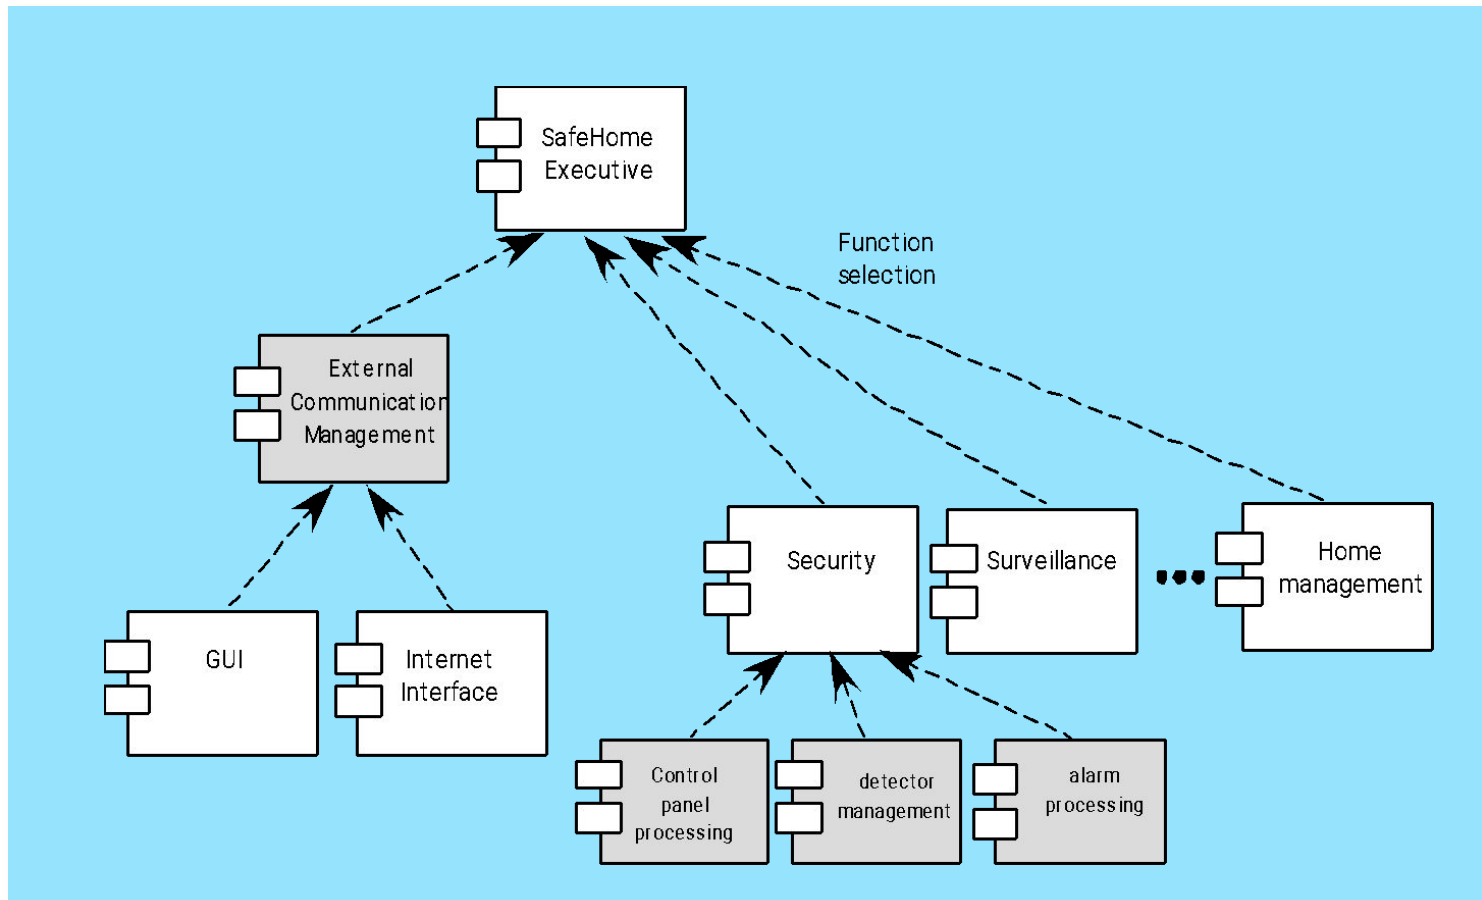 SafeHome
Executive
Function
selection
External
Communication
Management
Security
Surveillance
Home
management
GUI
Internet
Interface
Control
panel
processing
detector
management
alarm
processing